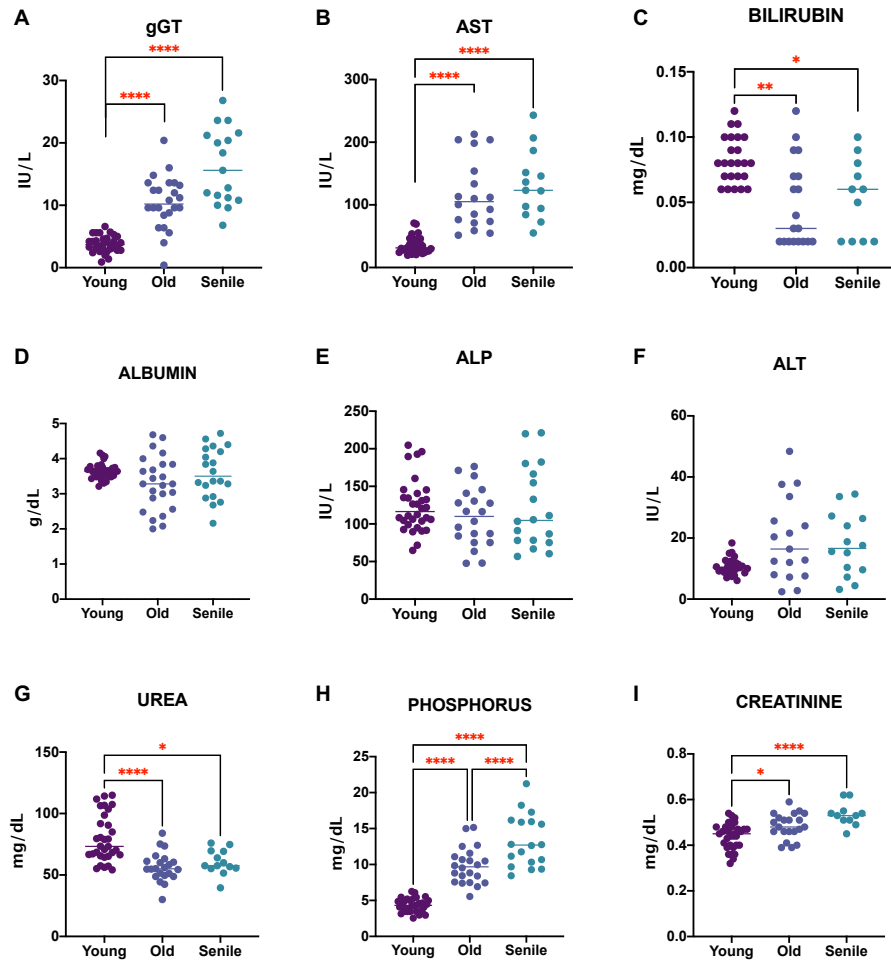 A
gGT
****
****
IU/L
30
20
10
0
Young
Old
Senile
B
AST
****
****
IU/L
300
200
100
0
Young
Old
Senile
C
BILIRUBIN
*
**
mg/dL
0.15
0.10
0.05
0.00
Young
Old
Senile
D
ALBUMIN
g/dL
5
4
3
2
1
0
Young
Old
Senile
E
ALP
IU/L
250
200
150
100
50
0
Young
Old
Senile
F
ALT
IU/L
60
40
20
0
Young
Old
Senile
G
UREA
*
****
mg/dL
150
100
50
0
Young
Old
Senile
H
PHOSPHORUS
****
****
****
mg/dL
25
20
15
10
5
0
Young
Old
Senile
I
CREATININE
****
*
mg/dL
0.8
0.6
0.4
0.2
0.0
Young
Old
Senile